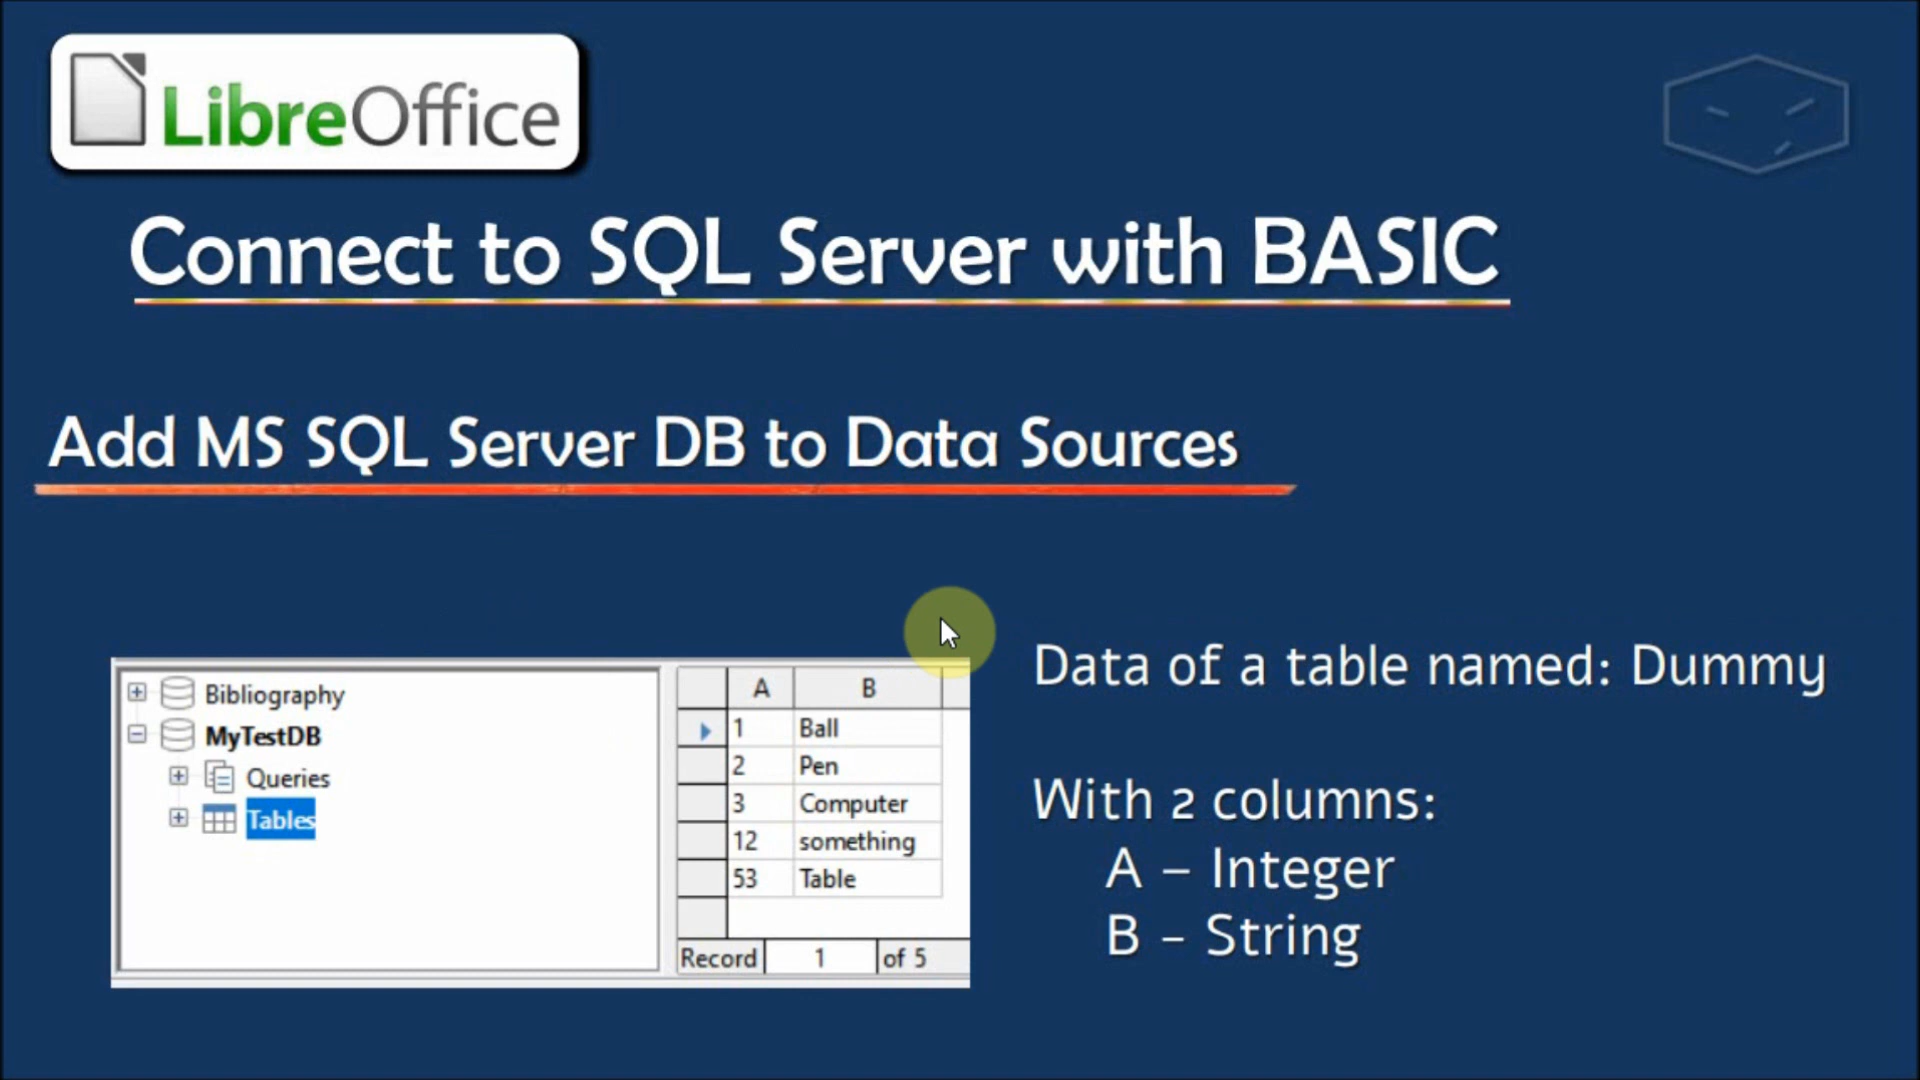 LibreOffice
Connect to SQL Server with BASIC
Add MS SQL Server DB to Data Sources
Bibliography
MyTestDB
Queries
Tables
A B
1 Ball
2 Pen
3 Computer
12 something
53 Table
Record 1 of 5
Data of a table named: Dummy
With 2 columns:
A – Integer
B – String